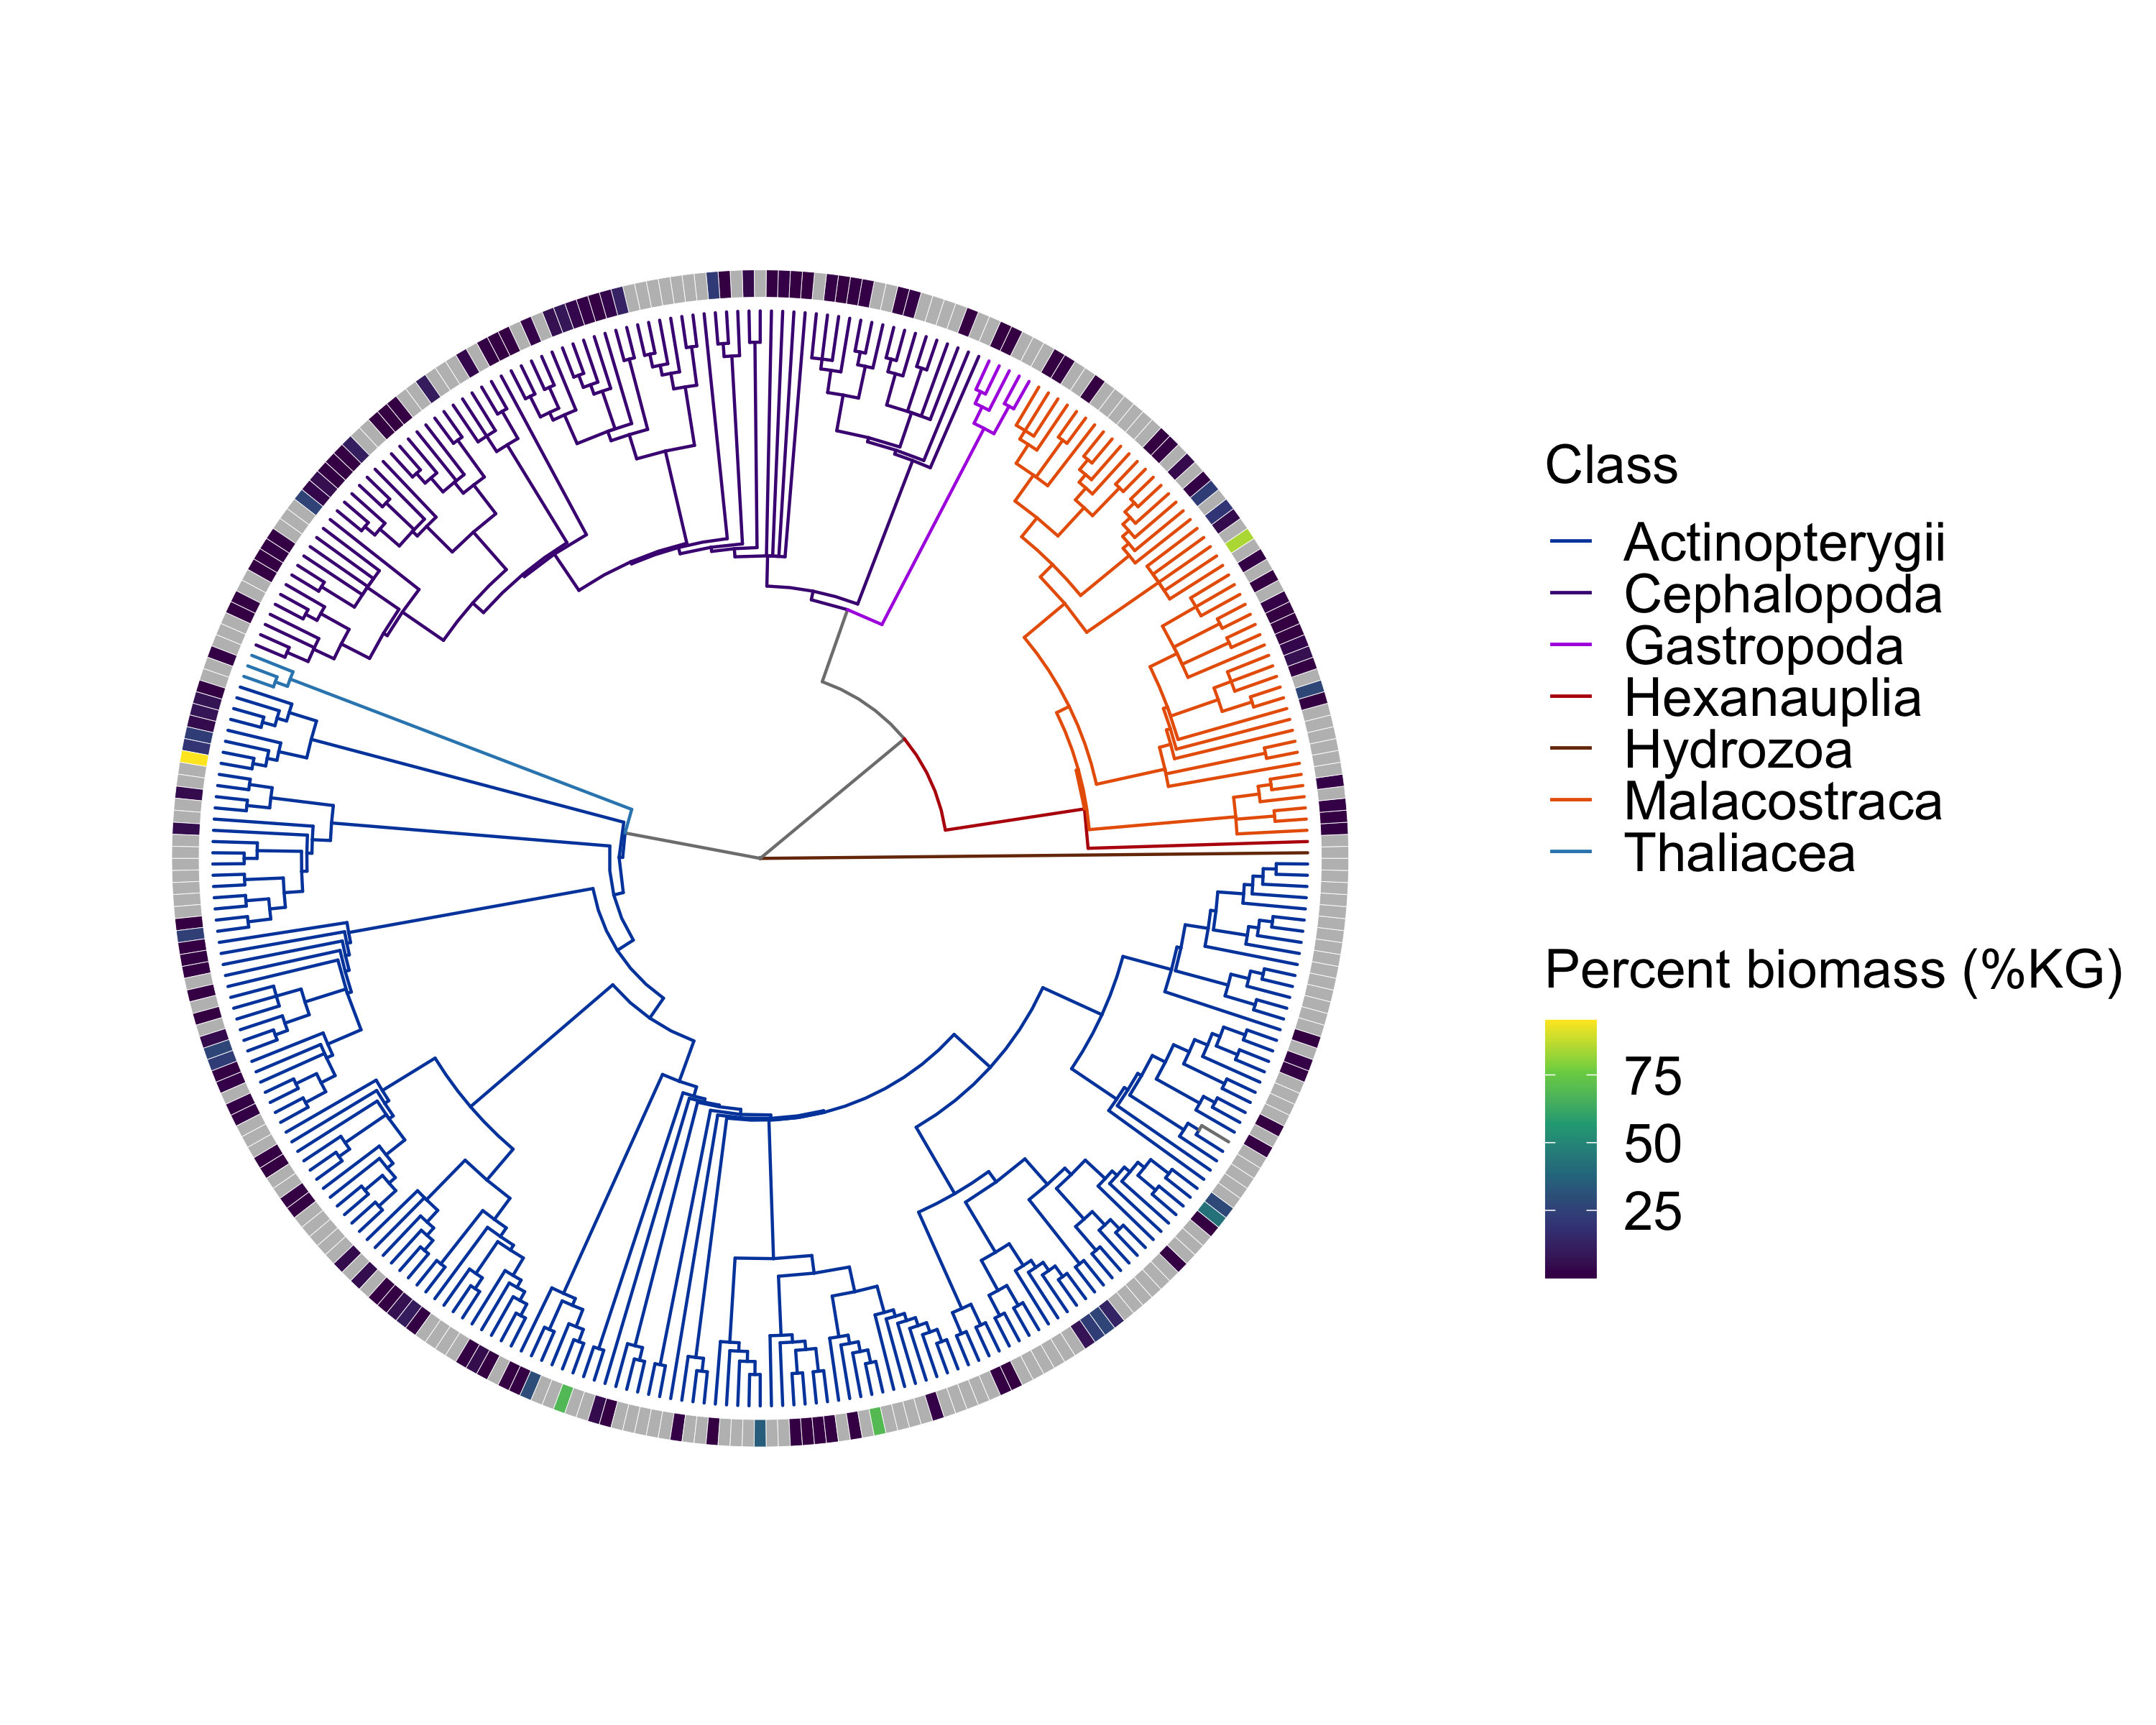 Class
Actinopterygii
Cephalopoda
Gastropoda
Hexanauplia
Hydrozoa
Malacostraca
Thaliacea
Percent biomass (%KG)
75
50
25